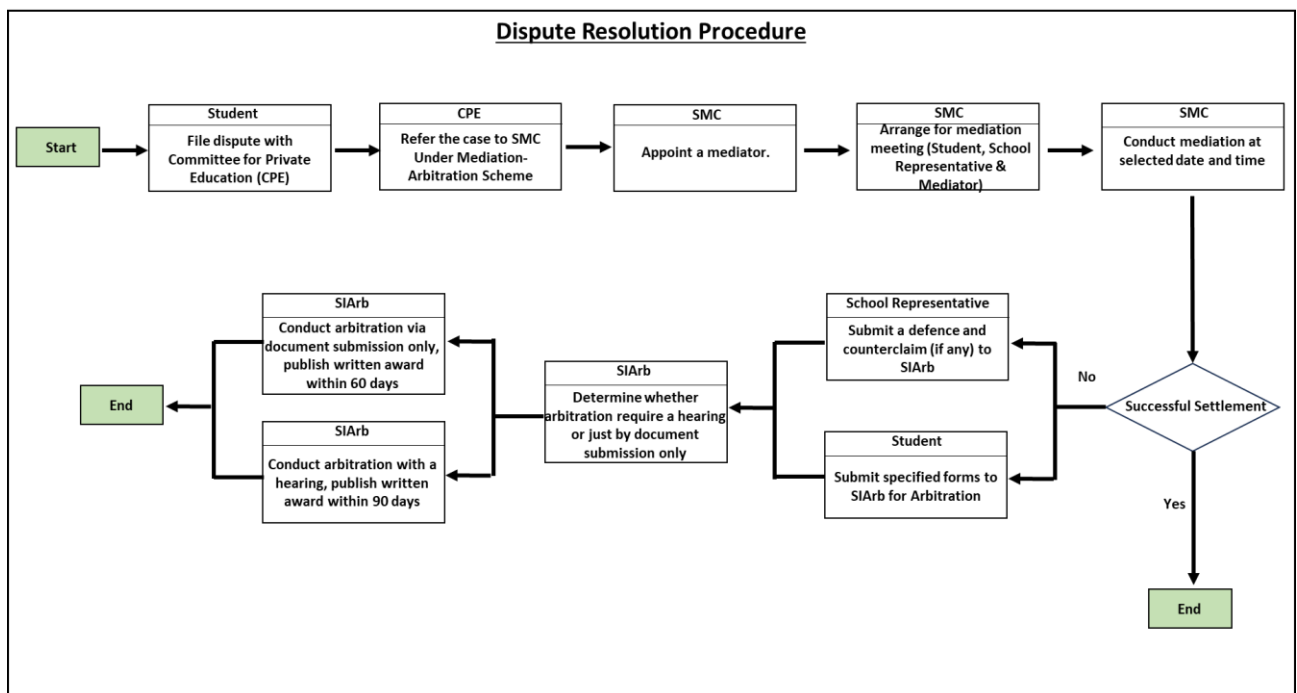 Dispute Resolution Procedure
Start
Student
File dispute with
Committee for Private
Education (CPE)
CPE
Refer the case to SMC
Under Mediation-
Arbitration Scheme
SMC
Appoint a mediator.
SMC
Arrange for mediation
meeting (Student, School
Representative &
Mediator)
SMC
Conduct mediation at
selected date and time
Successful Settlement
No
Yes
End
School Representative
Submit a defence and
counterclaim (if any) to
SIArb
Student
Submit specified forms to
SIArb for Arbitration
SIArb
Determine whether
arbitration require a hearing
or just by document
submission only
SIArb
Conduct arbitration via
document submission only,
publish written award
within 60 days
SIArb
Conduct arbitration with a
hearing, publish written
award within 90 days
End